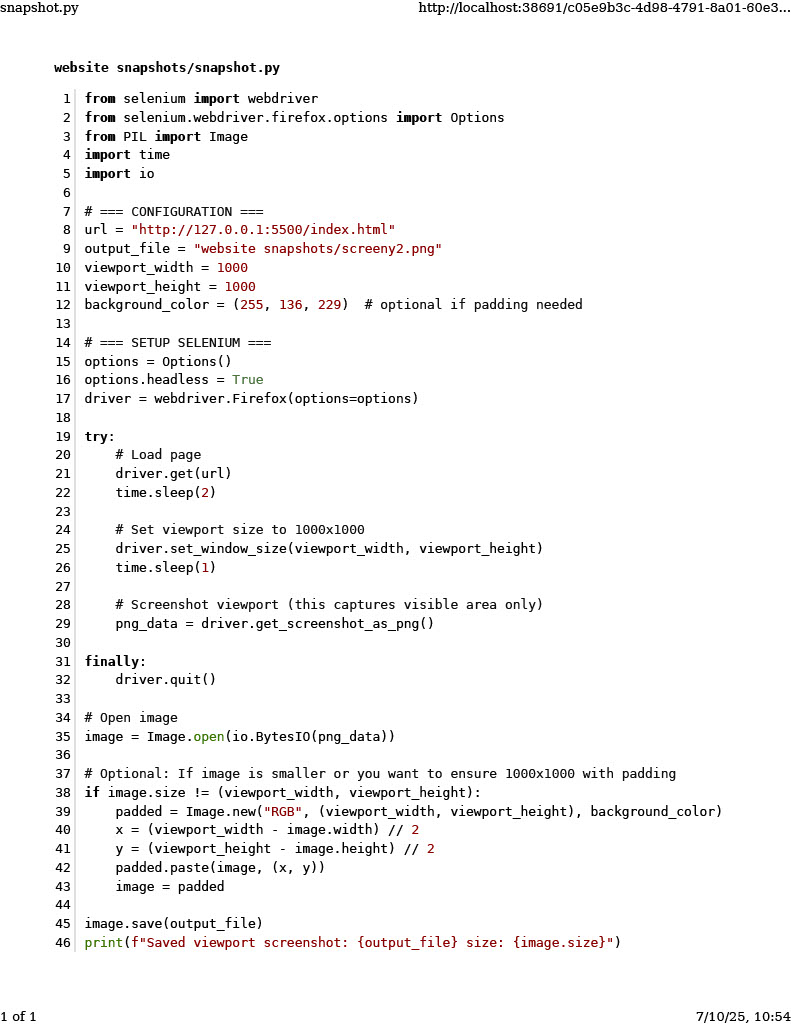 snapshot.py http://localhost:38691/c05e9b3c-4d98-4791-8a01-60e3...
website snapshots/snapshot.py
1 from selenium import webdriver
2 from selenium.webdriver.firefox.options import Options
3 from PIL import Image
4 import time
5 import io
6
7 # === CONFIGURATION ===
8 url = "http://127.0.0.1:5500/index.html"
9 output_file = "website snapshots/screeny2.png"
10 viewport_width = 1000
11 viewport_height = 1000
12 background_color = (255, 136, 229)  # optional if padding needed
13
14 # === SETUP SELENIUM ===
15 options = Options()
16 options.headless = True
17 driver = webdriver.Firefox(options=options)
18
19 try:
20     # Load page
21     driver.get(url)
22     time.sleep(2)
23
24     # Set viewport size to 1000x1000
25     driver.set_window_size(viewport_width, viewport_height)
26     time.sleep(1)
27
28     # Screenshot viewport (this captures visible area only)
29     png_data = driver.get_screenshot_as_png()
30
31 finally:
32     driver.quit()
33
34 # Open image
35 image = Image.open(io.BytesIO(png_data))
36
37 # Optional: If image is smaller or you want to ensure 1000x1000 with padding
38 if image.size != (viewport_width, viewport_height):
39     padded = Image.new("RGB", (viewport_width, viewport_height), background_color)
40     x = (viewport_width - image.width) // 2
41     y = (viewport_height - image.height) // 2
42     padded.paste(image, (x, y))
43     image = padded
44
45 image.save(output_file)
46 print(f"Saved viewport screenshot: {output_file} size: {image.size}")
1 of 1 7/10/25, 10:54